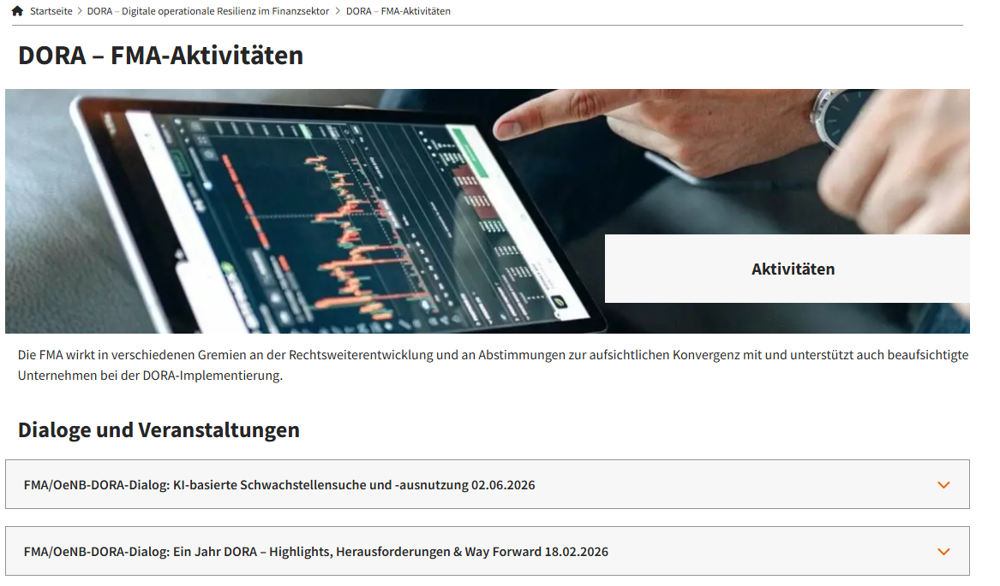 Startseite > DORA – Digitale operationale Resilienz im Finanzsektor > DORA – FMA-Aktivitäten
DORA – FMA-Aktivitäten
Aktivitäten
Die FMA wirkt in verschiedenen Gremien an der Rechtsweiterentwicklung und an Abstimmungen zur aufsichtlichen Konvergenz mit und unterstützt auch beaufsichtigte
Unternehmen bei der DORA-Implementierung.
Dialoge und Veranstaltungen
FMA/OeNB-DORA-Dialog: KI-basierte Schwachstellensuche und -ausnutzung 02.06.2026
FMA/OeNB-DORA-Dialog: Ein Jahr DORA – Highlights, Herausforderungen & Way Forward 18.02.2026